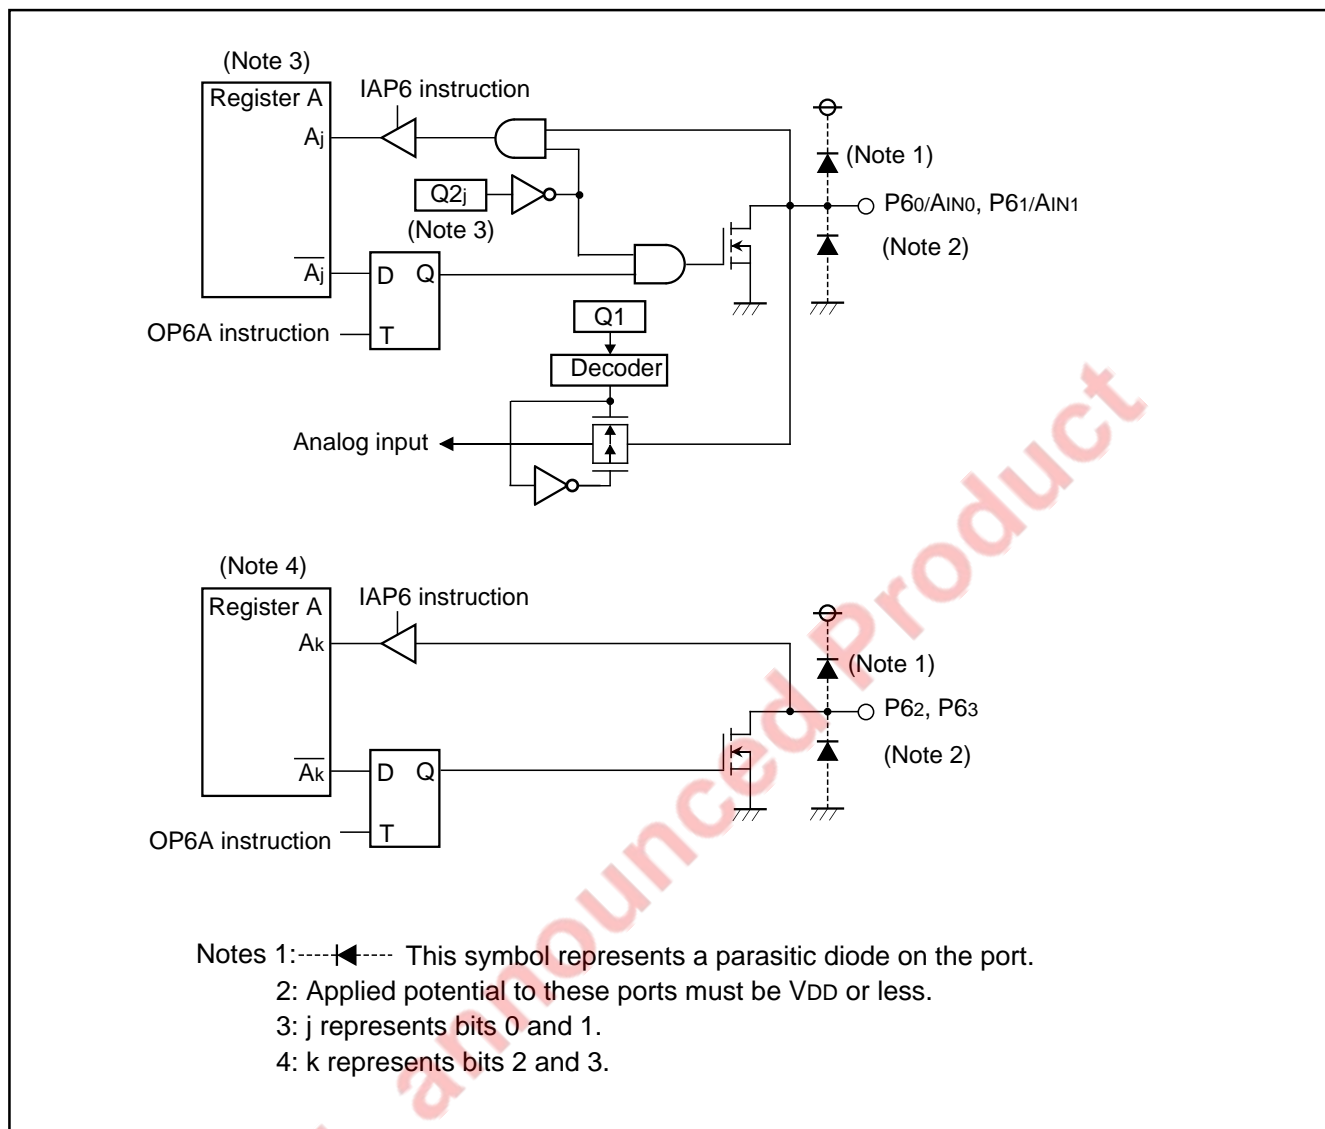 (Note 3)
Register A
IAP6 instruction
Aj
(Note 1)
Q2j
P60/AIN0, P61/AIN1
(Note 3)
(Note 2)
Aj
D Q
Q1
OP6A instruction
T
Decoder
Analog input
(Note 4)
Register A
IAP6 instruction
Ak
(Note 1)
P62, P63
(Note 2)
Ak
D Q
OP6A instruction
T
Notes 1: This symbol represents a parasitic diode on the port.
2: Applied potential to these ports must be VDD or less.
3: j represents bits 0 and 1.
4: k represents bits 2 and 3.
announced Product